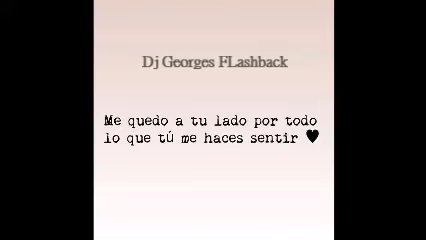 Dj Georges FLashback
Me quedo a tu lado por todo
lo que tú me haces sentir ♥